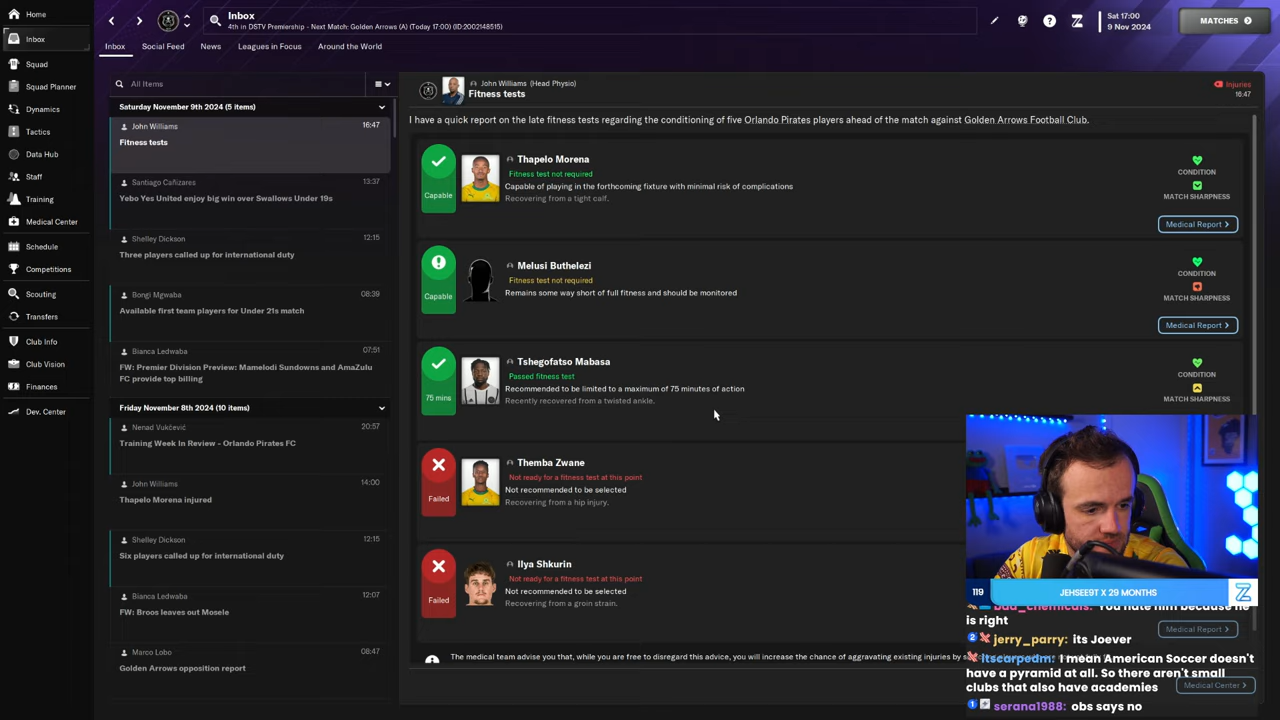 Home
Inbox
Squad
Squad Planner
Dynamics
Tactics
Data Hub
Staff
Training
Medical Center
Schedule
Competitions
Scouting
Transfers
Club Info
Club Vision
Finances
Dev. Center
Inbox
4th in DSTV Premiership - Next Match: Golden Arrows (A) (Today 17:00) (ID:2002148515)
Sat 17:00
9 Nov 2024
MATCHES
Inbox
Social Feed
News
Leagues in Focus
Around the World
All Items
Saturday November 9th 2024 (5 items)
John Williams 16:47
Fitness tests
Santiago Cañizares 13:37
Yebo Yes United enjoy big win over Swallows Under 19s
Shelley Dickson 12:15
Three players called up for international duty
Bongi Mgwaba 08:39
Available first team players for Under 21s match
Bianca Ledwaba 07:51
FW: Premier Division Preview: Mamelodi Sundowns and AmaZulu
FC provide top billing
Friday November 8th 2024 (10 items)
Nenad Vukčević 20:57
Training Week In Review - Orlando Pirates FC
John Williams 14:00
Thapelo Morena injured
Shelley Dickson 12:15
Six players called up for international duty
Bianca Ledwaba 12:07
FW: Broos leaves out Mosele
Marco Lobo 08:47
Golden Arrows opposition report
John Williams (Head Physio)
Fitness tests
Injuries
16:47
I have a quick report on the late fitness tests regarding the conditioning of five Orlando Pirates players ahead of the match against Golden Arrows Football Club.
Capable
Thapelo Morena
Fitness test not required
Capable of playing in the forthcoming fixture with minimal risk of complications
Recovering from a tight calf.
CONDITION
MATCH SHARPNESS
Medical Report
Capable
Melusi Buthelezi
Fitness test not required
Remains some way short of full fitness and should be monitored
CONDITION
MATCH SHARPNESS
Medical Report
75 mins
Tshegofatso Mabasa
Passed fitness test
Recommended to be limited to a maximum of 75 minutes of action
Recently recovered from a twisted ankle.
CONDITION
MATCH SHARPNESS
Failed
Themba Zwane
Not ready for a fitness test at this point
Not recommended to be selected
Recovering from a hip injury.
Failed
Ilya Shkurin
Not ready for a fitness test at this point
Not recommended to be selected
Recovering from a groin strain.
Medical Report
The medical team advise you that, while you are free to disregard this advice, you will increase the chance of aggravating existing injuries by
Medical Center
119
JEHSEE9T X 29 MONTHS
bad_chemicals: You hate him because he
is right
jerry_parry: its Joever
itscarpedm: I mean American Soccer doesn't
have a pyramid at all. So there aren't small
clubs that also have academies
serana1988: obs says no